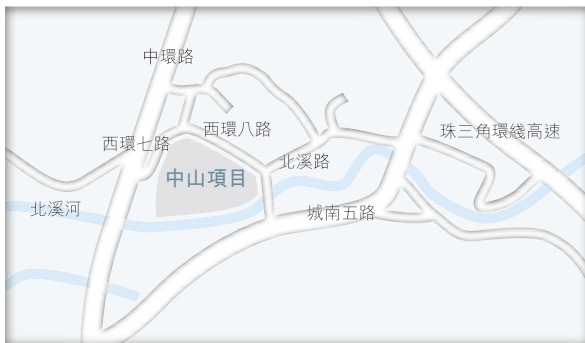 中環路
西環七路
西環八路
珠三角環綫高速
北溪路
中山項目
北溪河
城南五路